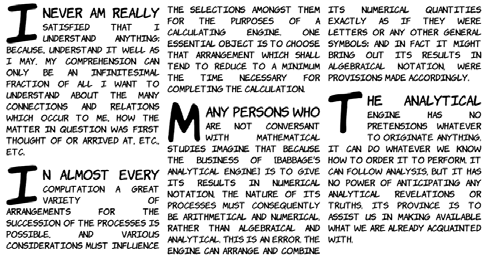 I NEVER AM REALLY
SATISFIED THAT I
UNDERSTAND ANYTHING;
BECAUSE, UNDERSTAND IT WELL AS
I MAY, MY COMPREHENSION CAN
ONLY BE AN INFINITESIMAL
FRACTION OF ALL I WANT TO
UNDERSTAND ABOUT THE MANY
CONNECTIONS AND RELATIONS
WHICH OCCUR TO ME, HOW THE
MATTER IN QUESTION WAS FIRST
THOUGHT OF OR ARRIVED AT, ETC.,
ETC.
IN ALMOST EVERY
COMPUTATION A GREAT
VARIETY OF
ARRANGEMENTS FOR THE
SUCCESSION OF THE PROCESSES IS
POSSIBLE, AND VARIOUS
CONSIDERATIONS MUST INFLUENCE
THE SELECTIONS AMONGST THEM
FOR THE PURPOSES OF A
CALCULATING ENGINE. ONE
ESSENTIAL OBJECT IS TO CHOOSE
THAT ARRANGEMENT WHICH SHALL
TEND TO REDUCE TO A MINIMUM
THE TIME NECESSARY FOR
COMPLETING THE CALCULATION.
MANY PERSONS WHO
ARE NOT CONVERSANT
WITH MATHEMATICAL
STUDIES IMAGINE THAT BECAUSE
THE BUSINESS OF [BABBAGE'S
ANALYTICAL ENGINE] IS TO GIVE
ITS RESULTS IN NUMERICAL
NOTATION, THE NATURE OF ITS
PROCESSES MUST CONSEQUENTLY
BE ARITHMETICAL AND NUMERICAL,
RATHER THAN ALGEBRAICAL AND
ANALYTICAL. THIS IS AN ERROR. THE
ENGINE CAN ARRANGE AND COMBINE
ITS NUMERICAL QUANTITIES
EXACTLY AS IF THEY WERE
LETTERS OR ANY OTHER GENERAL
SYMBOLS; AND IN FACT IT MIGHT
BRING OUT ITS RESULTS IN
ALGEBRAICAL NOTATION, WERE
PROVISIONS MADE ACCORDINGLY.
THE ANALYTICAL
ENGINE HAS NO
PRETENSIONS WHATEVER
TO ORIGINATE ANYTHING.
IT CAN DO WHATEVER WE KNOW
HOW TO ORDER IT TO PERFORM. IT
CAN FOLLOW ANALYSIS, BUT IT HAS
NO POWER OF ANTICIPATING ANY
ANALYTICAL REVELATIONS OR
TRUTHS. ITS PROVINCE IS TO
ASSIST US IN MAKING AVAILABLE
WHAT WE ARE ALREADY ACQUAINTED
WITH.